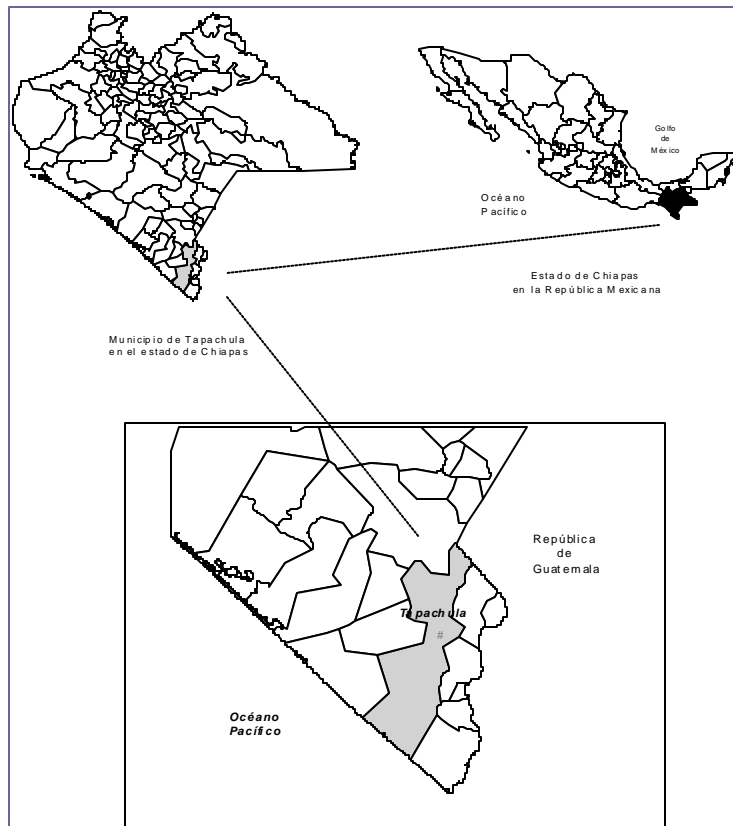 Golfo
de
México
Océano
Pacífico
Estado de Chiapas
en la República Mexicana
Municipio de Tapachula
en el estado de Chiapas
República
de
Guatemala
Tapachula
#
Océano
Pacífico